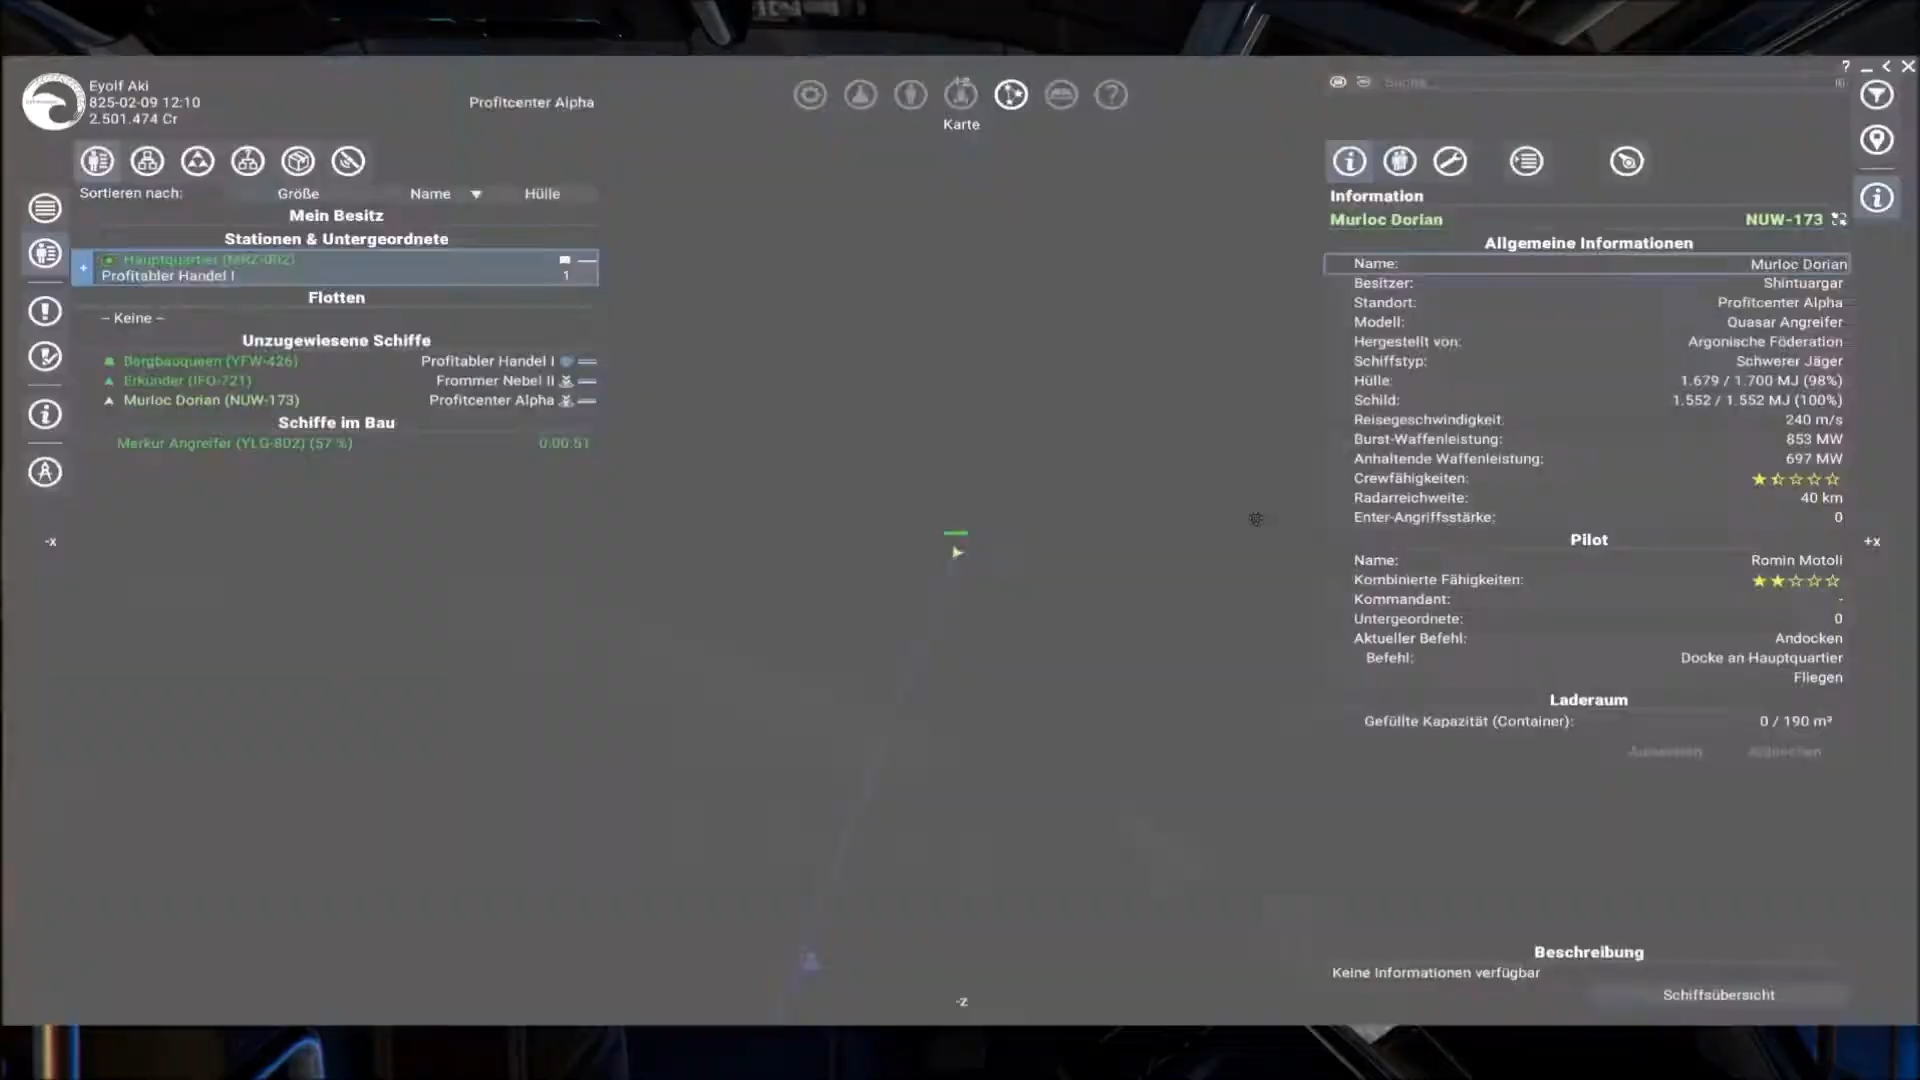 Eyolf Aki
825-02-09 12:10
2.501.474 Cr
Profitcenter Alpha
Karte
Sortieren nach:
Größe
Name
Hülle
Mein Besitz
Stationen & Untergeordnete
Hauptquartier (MRZ-002)
Profitabler Handel I
1
Flotten
-- Keine --
Unzugewiesene Schiffe
Bergbauqueen (YFW-426) Profitabler Handel I
Erkunder (IFO-721) Frommer Nebel II
Murloc Dorian (NUW-173) Profitcenter Alpha
Schiffe im Bau
Merkur Angreifer (YLG-802) (57 %) 0:00:51
-x
-z
+x
?
Suche...
Information
Murloc Dorian NUW-173
Allgemeine Informationen
Name: Murloc Dorian
Besitzer: Shintuargar
Standort: Profitcenter Alpha
Modell: Quasar Angreifer
Hergestellt von: Argonische Föderation
Schiffstyp: Schwerer Jäger
Hülle: 1.679 / 1.700 MJ (98%)
Schild: 1.552 / 1.552 MJ (100%)
Reisegeschwindigkeit: 240 m/s
Burst-Waffenleistung: 853 MW
Anhaltende Waffenleistung: 697 MW
Crewfähigkeiten: ★⯪☆☆☆
Radarreichweite: 40 km
Enter-Angriffsstärke: 0
Pilot
Name: Romin Motoli
Kombinierte Fähigkeiten: ★★☆☆☆
Kommandant: -
Untergeordnete: 0
Aktueller Befehl: Andocken
Befehl: Docke an Hauptquartier
Fliegen
Laderaum
Gefüllte Kapazität (Container): 0 / 190 m³
Beschreibung
Keine Informationen verfügbar
Schiffsübersicht